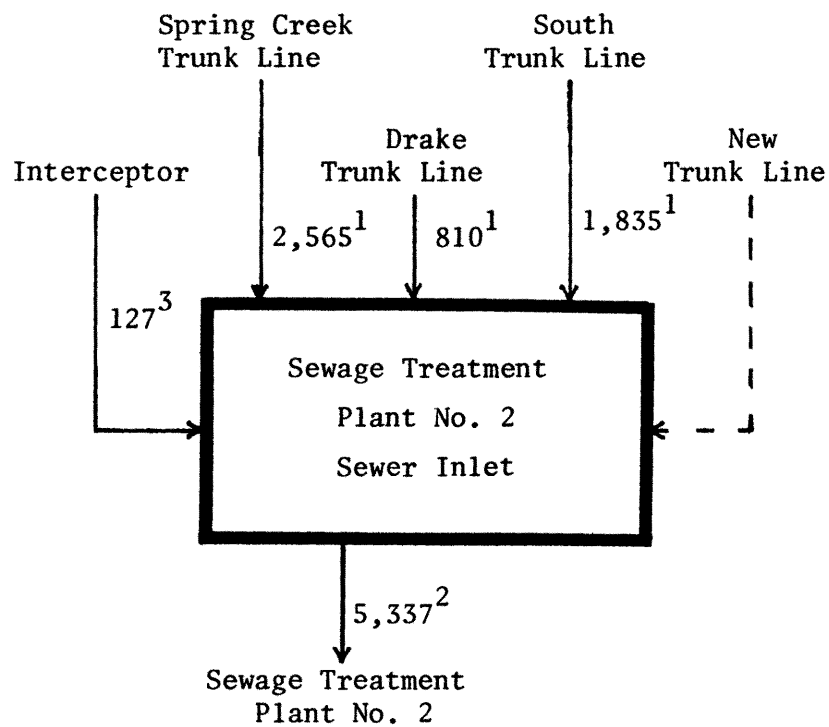 Spring Creek
Trunk Line
South
Trunk Line
Drake
Trunk Line
New
Trunk Line
Interceptor
2,565¹
810¹
1,835¹
127³
Sewage Treatment
Plant No. 2
Sewer Inlet
5,337²
Sewage Treatment
Plant No. 2